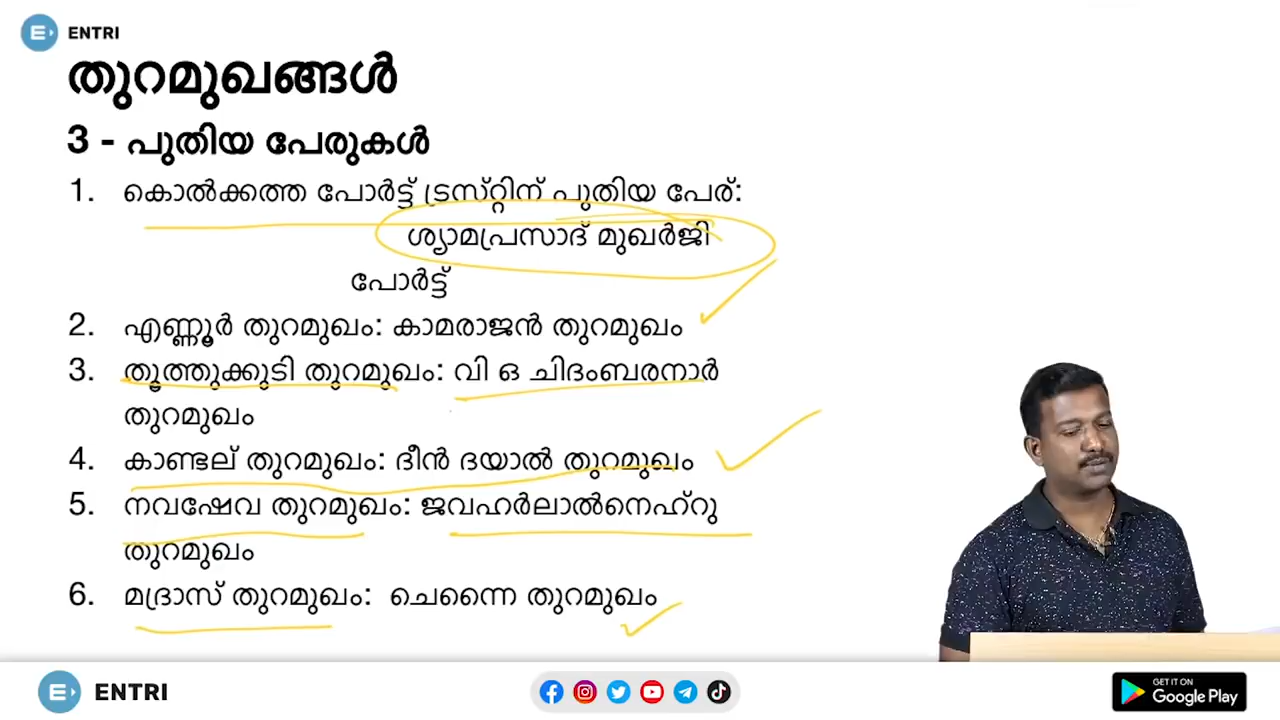 ENTRI
തുറമുഖങ്ങൾ
3 - പുതിയ പേരുകൾ
1. കൊൽക്കത്ത പോർട്ട് ട്രസ്റ്റിന് പുതിയ പേര്:
ശ്യാമപ്രസാദ് മുഖർജി
പോർട്ട്
2. എണ്ണൂർ തുറമുഖം: കാമരാജൻ തുറമുഖം
3. തൂത്തുക്കുടി തുറമുഖം: വി ഒ ചിദംബരനാർ
തുറമുഖം
4. കാണ്ടല് തുറമുഖം: ദീൻ ദയാൽ തുറമുഖം
5. നവഷേവ തുറമുഖം: ജവഹർലാൽനെഹ്റു
തുറമുഖം
6. മദ്രാസ് തുറമുഖം: ചെന്നൈ തുറമുഖം
ENTRI
GET IT ON
Google Play